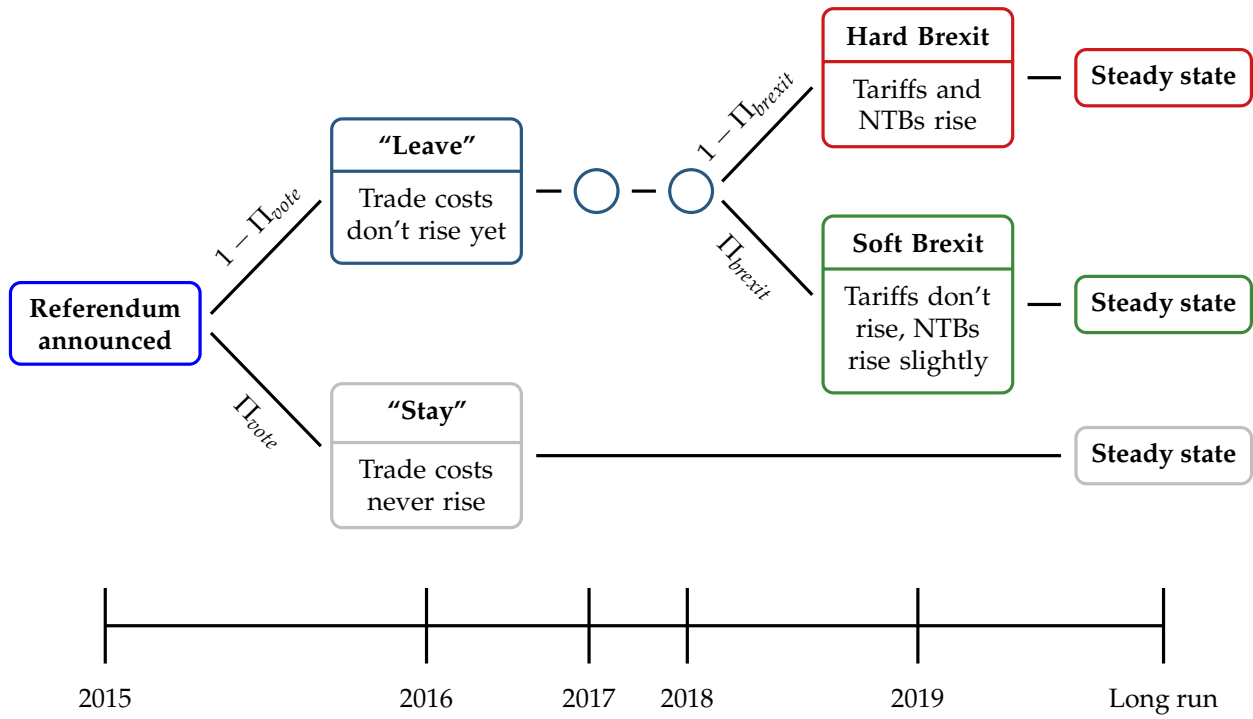 Hard Brexit
Tariffs and
NTBs rise
Steady state
1 − Π_brexit
“Leave”
Trade costs
don’t rise yet
1 − Π_vote
Π_brexit
Soft Brexit
Tariffs don’t
rise, NTBs
rise slightly
Steady state
Referendum
announced
Π_vote
“Stay”
Trade costs
never rise
Steady state
2015
2016
2017
2018
2019
Long run